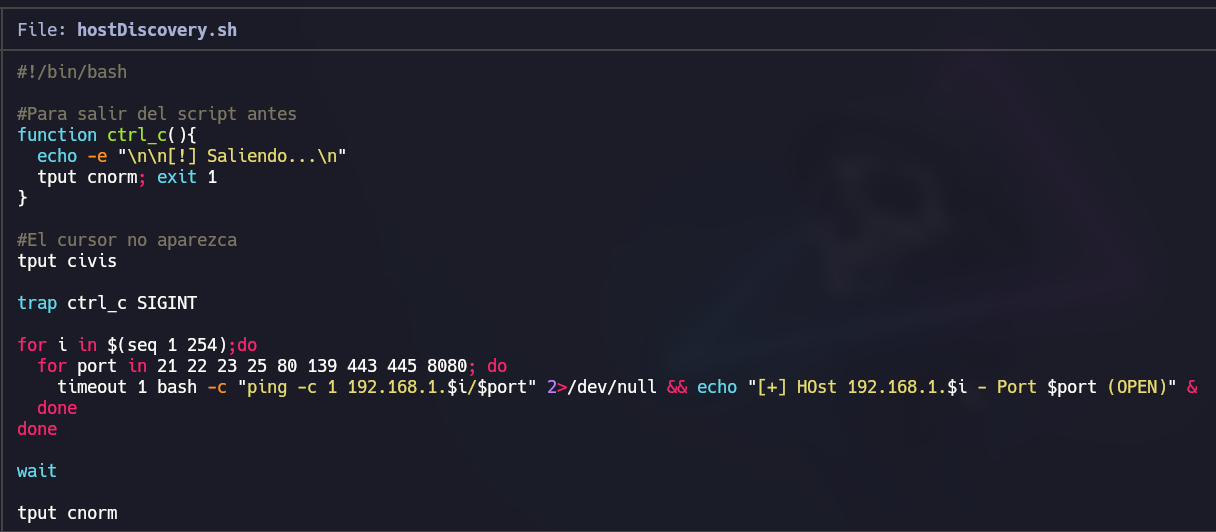 File: hostDiscovery.sh
#!/bin/bash
#Para salir del script antes
function ctrl_c(){
  echo -e "\n\n[!] Saliendo...\n"
  tput cnorm; exit 1
}
#El cursor no aparezca
tput civis
trap ctrl_c SIGINT
for i in $(seq 1 254);do
  for port in 21 22 23 25 80 139 443 445 8080; do
    timeout 1 bash -c "ping -c 1 192.168.1.$i/$port" 2>/dev/null && echo "[+] HOst 192.168.1.$i - Port $port (OPEN)" &
  done
done
wait
tput cnorm